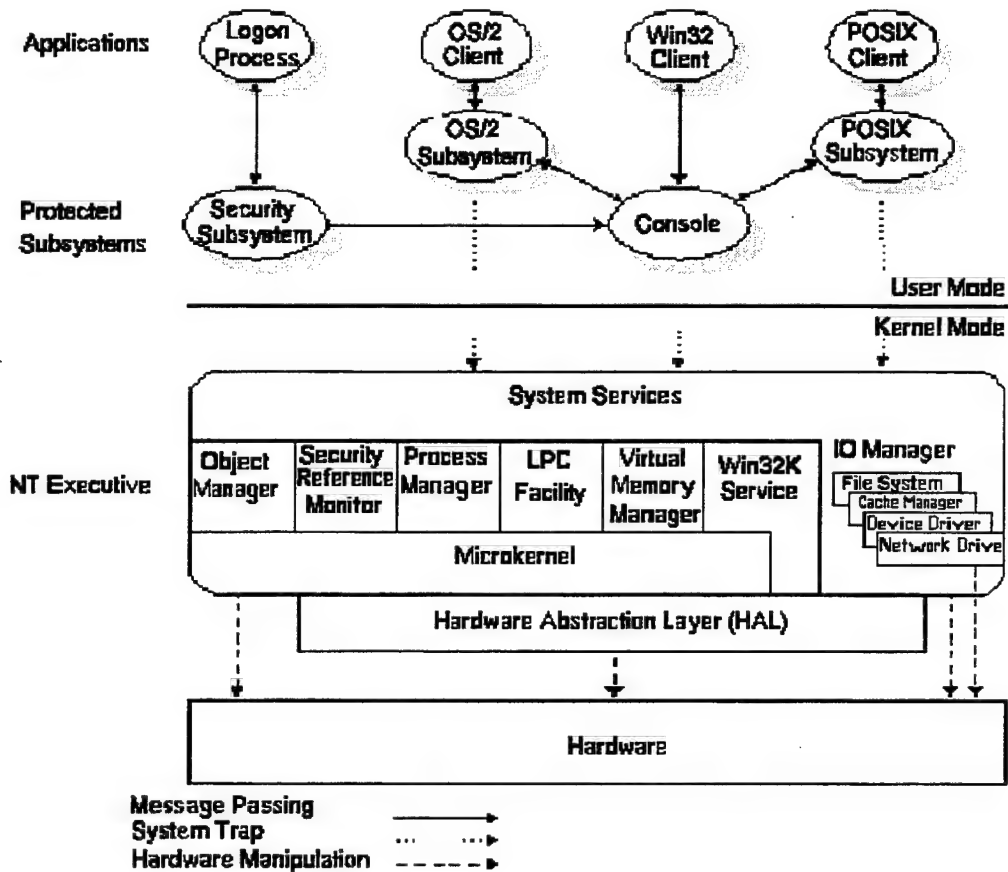 Applications
Logon
Process
OS/2
Client
Win32
Client
POSIX
Client
OS/2
Subsystem
POSIX
Subsystem
Protected
Subsystems
Security
Subsystem
Console
User Mode
Kernel Mode
System Services
NT Executive
Object
Manager
Security
Reference
Monitor
Process
Manager
LPC
Facility
Virtual
Memory
Manager
Win32K
Service
IO Manager
File System
Cache Manager
Device Driver
Network Drive
Microkernel
Hardware Abstraction Layer (HAL)
Hardware
Message Passing
System Trap
Hardware Manipulation